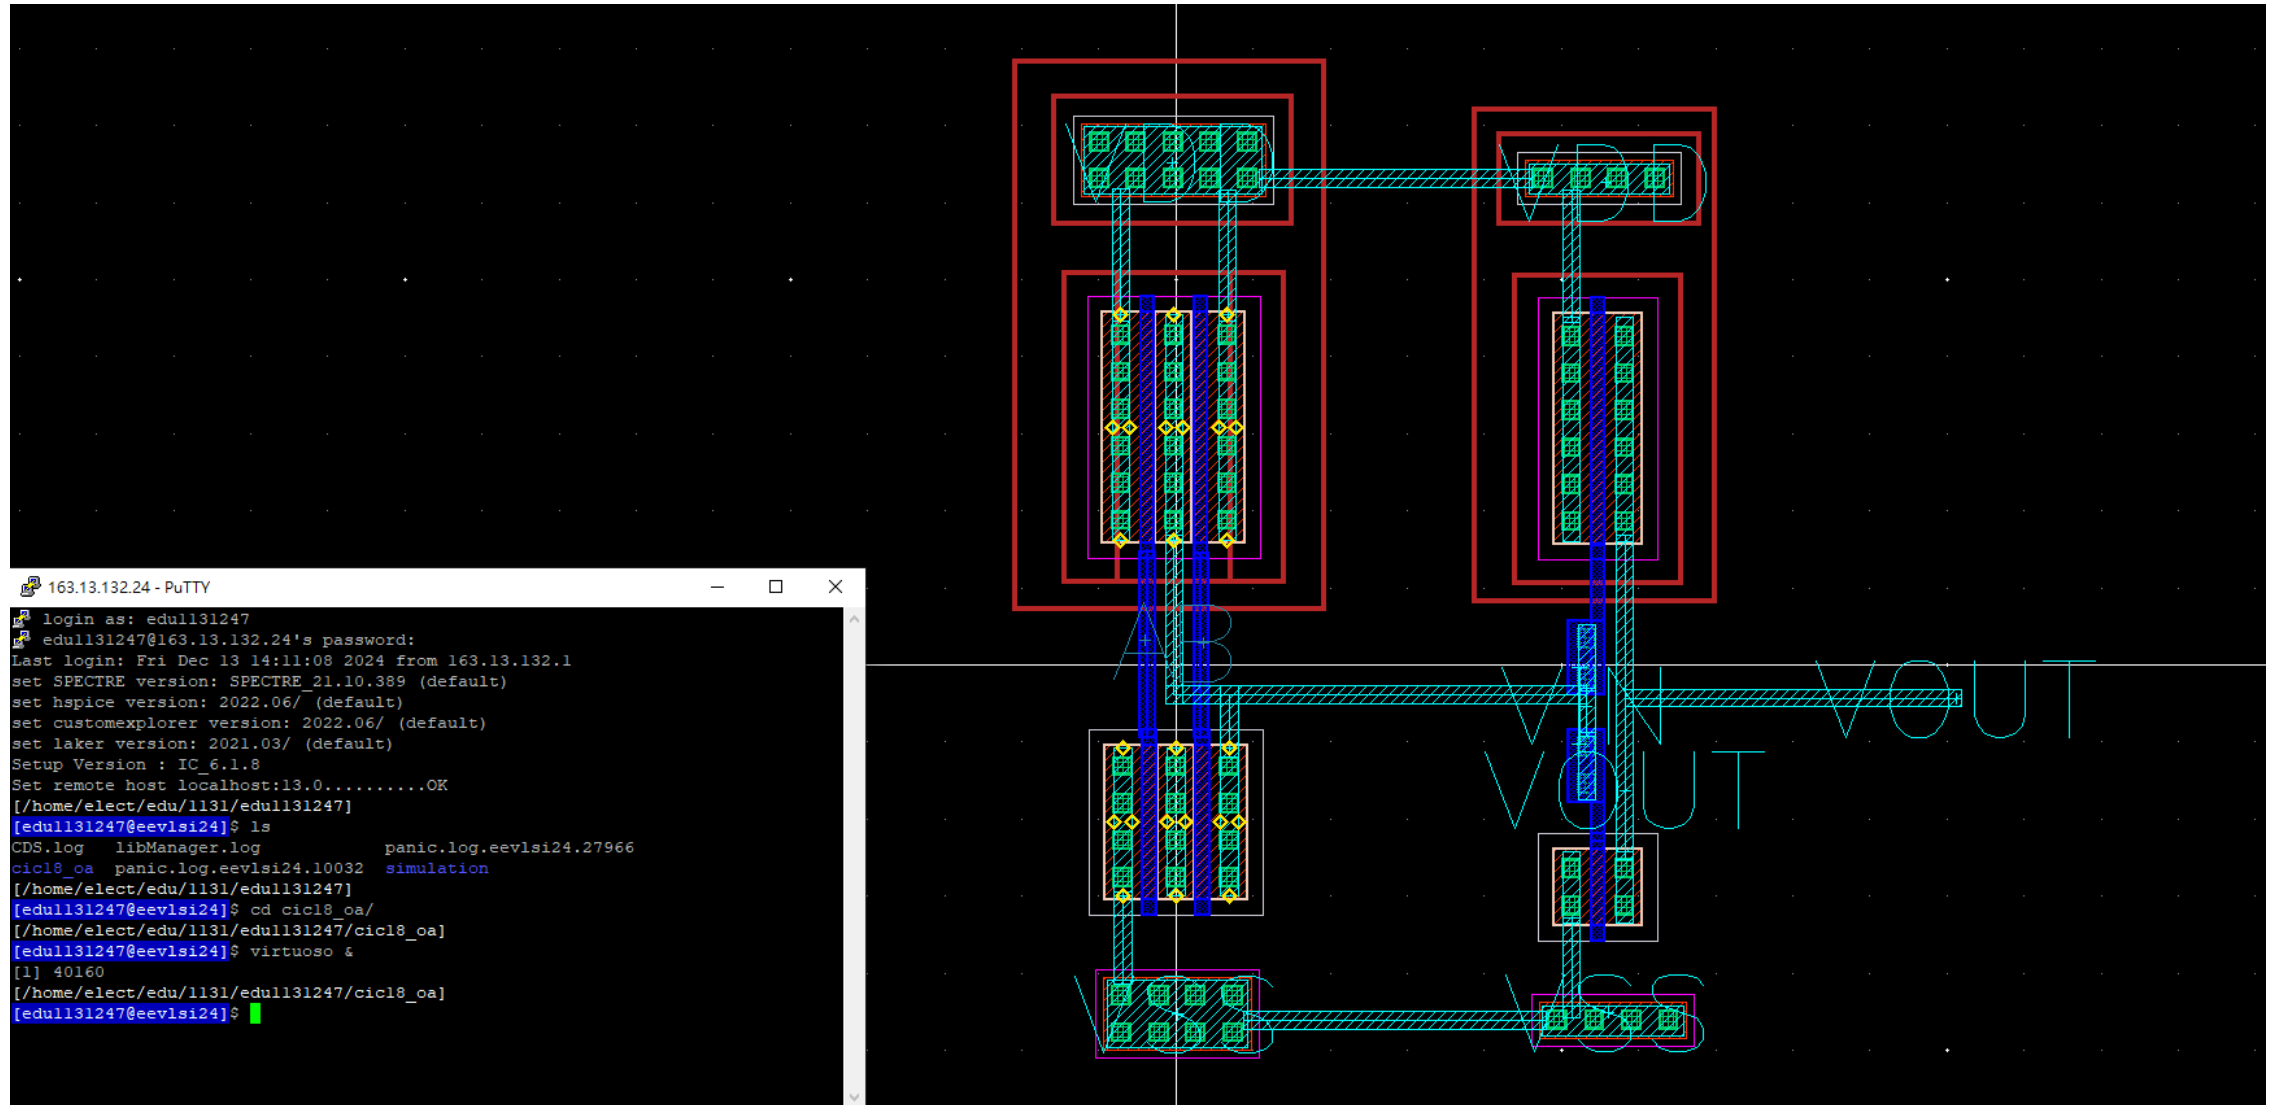 VDD VDD
163.13.132.24 - PuTTY
login as: edu1131247
edu1131247@163.13.132.24's password:
Last login: Fri Dec 13 14:11:08 2024 from 163.13.132.1
set SPECTRE version: SPECTRE_21.10.389 (default)
set hspice version: 2022.06/ (default)
set customexplorer version: 2022.06/ (default)
set laker version: 2021.03/ (default)
Setup Version : IC_6.1.8
Set remote host localhost:13.0..........OK
[/home/elect/edu/1131/edu1131247]
[edu1131247@eevlsi24]$ ls
CDS.log libManager.log panic.log.eevlsi24.27966
cic18_oa panic.log.eevlsi24.10032 simulation
[/home/elect/edu/1131/edu1131247]
[edu1131247@eevlsi24]$ cd cic18_oa/
[/home/elect/edu/1131/edu1131247/cic18_oa]
[edu1131247@eevlsi24]$ virtuoso &
[1] 40160
[/home/elect/edu/1131/edu1131247/cic18_oa]
[edu1131247@eevlsi24]$
A B
VIN VOUT
VOUT
VSS VSS